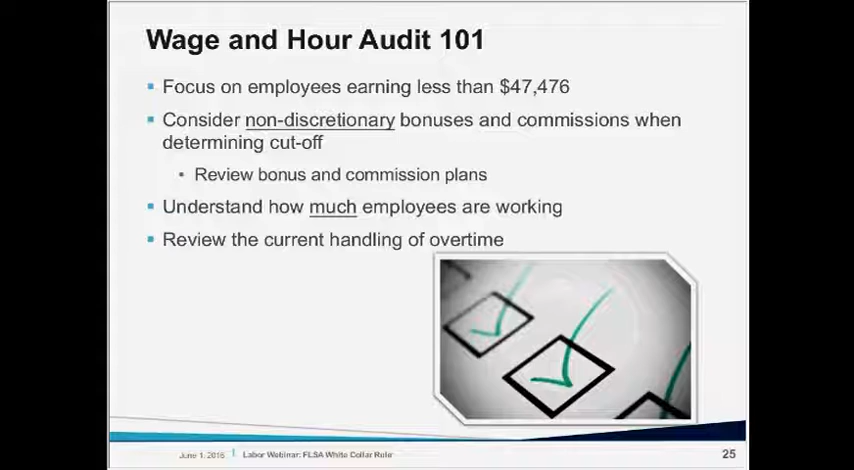 Wage and Hour Audit 101
Focus on employees earning less than $47,476
Consider non-discretionary bonuses and commissions when
determining cut-off
Review bonus and commission plans
Understand how much employees are working
Review the current handling of overtime
June 1, 2016 Labor Webinar: FLSA White Collar Rule 25